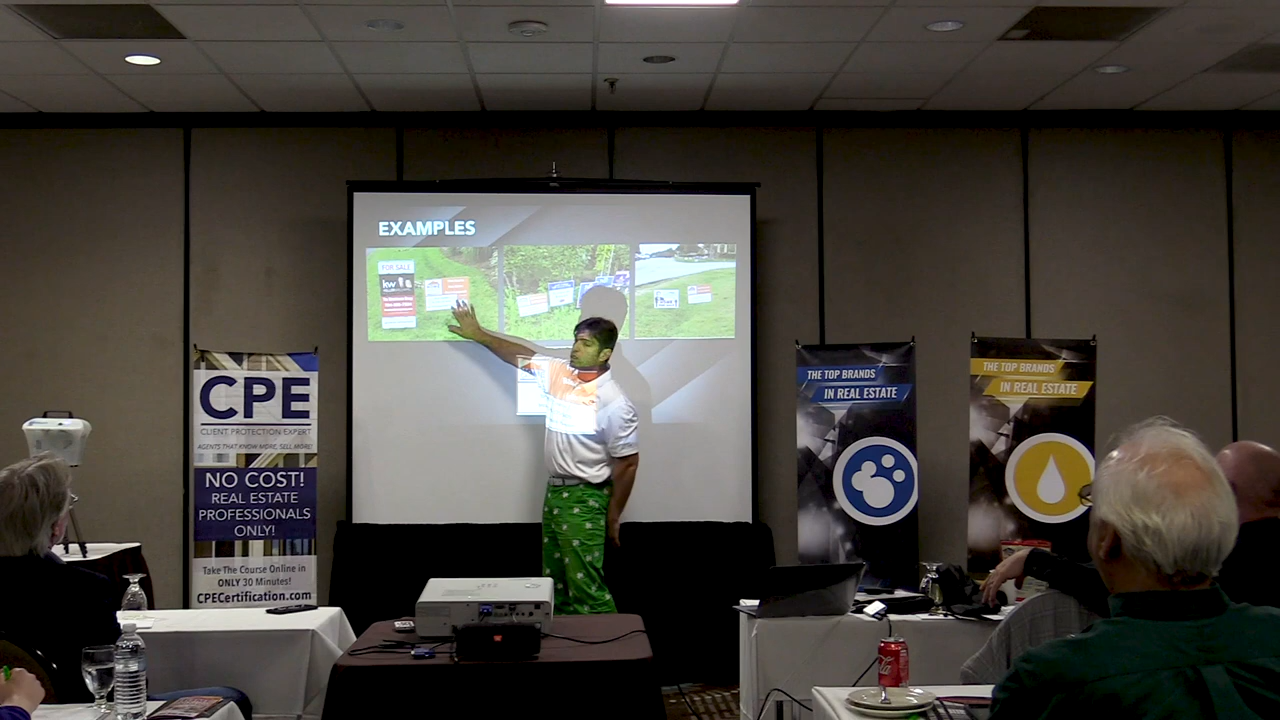 EXAMPLES
FOR SALE
kw
CPE
CLIENT PROTECTION EXPERT
AGENTS THAT KNOW MORE, SELL MORE!
NO COST!
REAL ESTATE
PROFESSIONALS
ONLY!
Take The Course Online in
ONLY 30 Minutes!
CPECertification.com
THE TOP BRANDS
IN REAL ESTATE
THE TOP BRANDS
IN REAL ESTATE